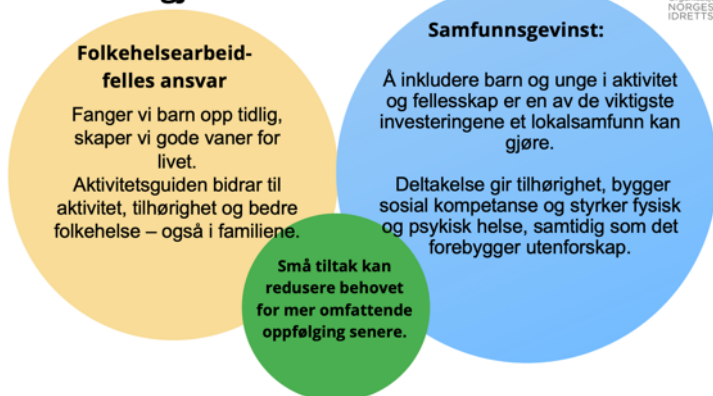 Folkehelsearbeid-
felles ansvar
Fanger vi barn opp tidlig,
skaper vi gode vaner for
livet.
Aktivitetsguiden bidrar til
aktivitet, tilhørighet og bedre
folkehelse – også i familiene.
Samfunnsgevinst:
Å inkludere barn og unge i aktivitet
og fellesskap er en av de viktigste
investeringene et lokalsamfunn kan
gjøre.
Deltakelse gir tilhørighet, bygger
sosial kompetanse og styrker fysisk
og psykisk helse, samtidig som det
forebygger utenforskap.
Små tiltak kan
redusere behovet
for mer omfattende
oppfølging senere.
NORGES
IDRETTS